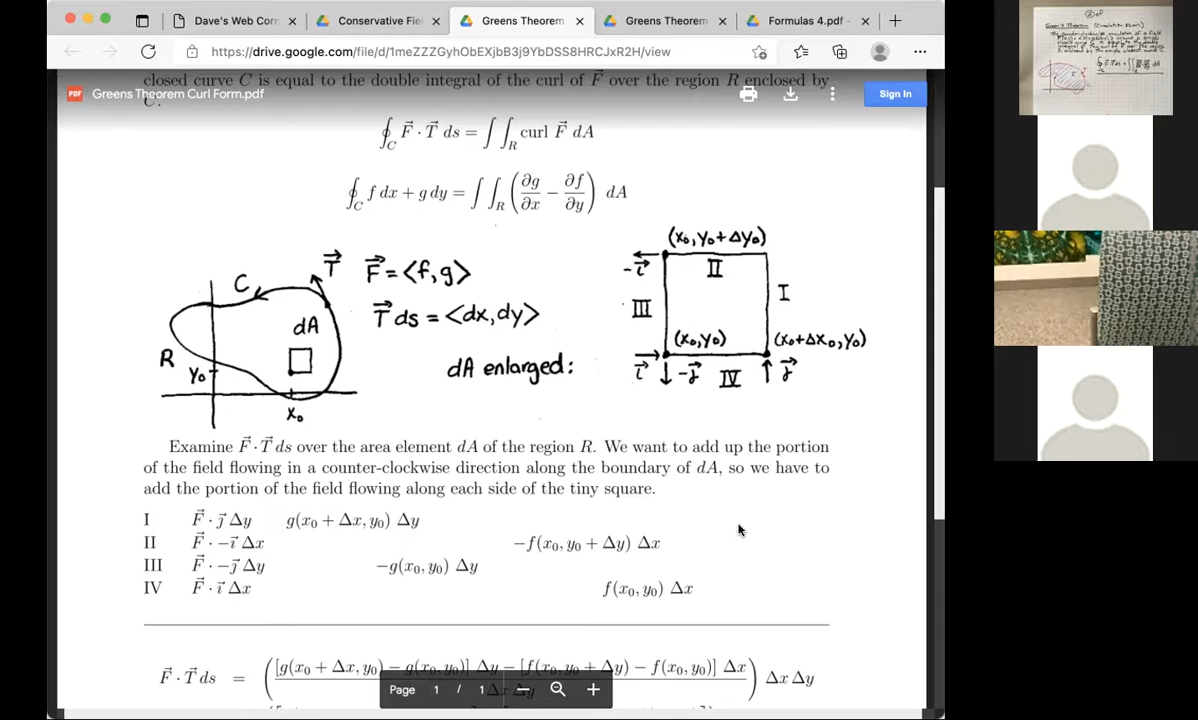 Dave's Web Corn
Conservative Fiel
Greens Theorem
Greens Theorem
Formulas 4.pdf -
https://drive.google.com/file/d/1meZZZGyhObEXjbB3j9YbDSS8HRCJxR2H/view
closed curve C is equal to the double integral of the curl of F⃗ over the region R enclosed by
C.
PDF Greens Theorem Curl Form.pdf
Sign In
∮_C F⃗ · T⃗ ds = ∫∫_R curl F⃗ dA
∮_C f dx + g dy = ∫∫_R (∂g/∂x − ∂f/∂y) dA
C
T⃗
F⃗ = <f,g>
T⃗ ds = <dx,dy>
dA enlarged:
dA
R
y₀
x₀
(x₀, y₀+Δy₀)
-i⃗
II
III
I
(x₀,y₀)
(x₀+Δx₀, y₀)
i⃗
-j⃗
IV
j⃗
Examine F⃗ · T⃗ ds over the area element dA of the region R. We want to add up the portion
of the field flowing in a counter-clockwise direction along the boundary of dA, so we have to
add the portion of the field flowing along each side of the tiny square.
I F⃗ · j⃗ Δy g(x₀ + Δx, y₀) Δy
II F⃗ · −i⃗ Δx −f(x₀, y₀ + Δy) Δx
III F⃗ · −j⃗ Δy −g(x₀, y₀) Δy
IV F⃗ · i⃗ Δx f(x₀, y₀) Δx
F⃗ · T⃗ ds = ([g(x₀ + Δx, y₀) − g(x₀, y₀)] Δy − [f(x₀, y₀ + Δy) − f(x₀, y₀)] Δx) Δx Δy
Page 1 / 1